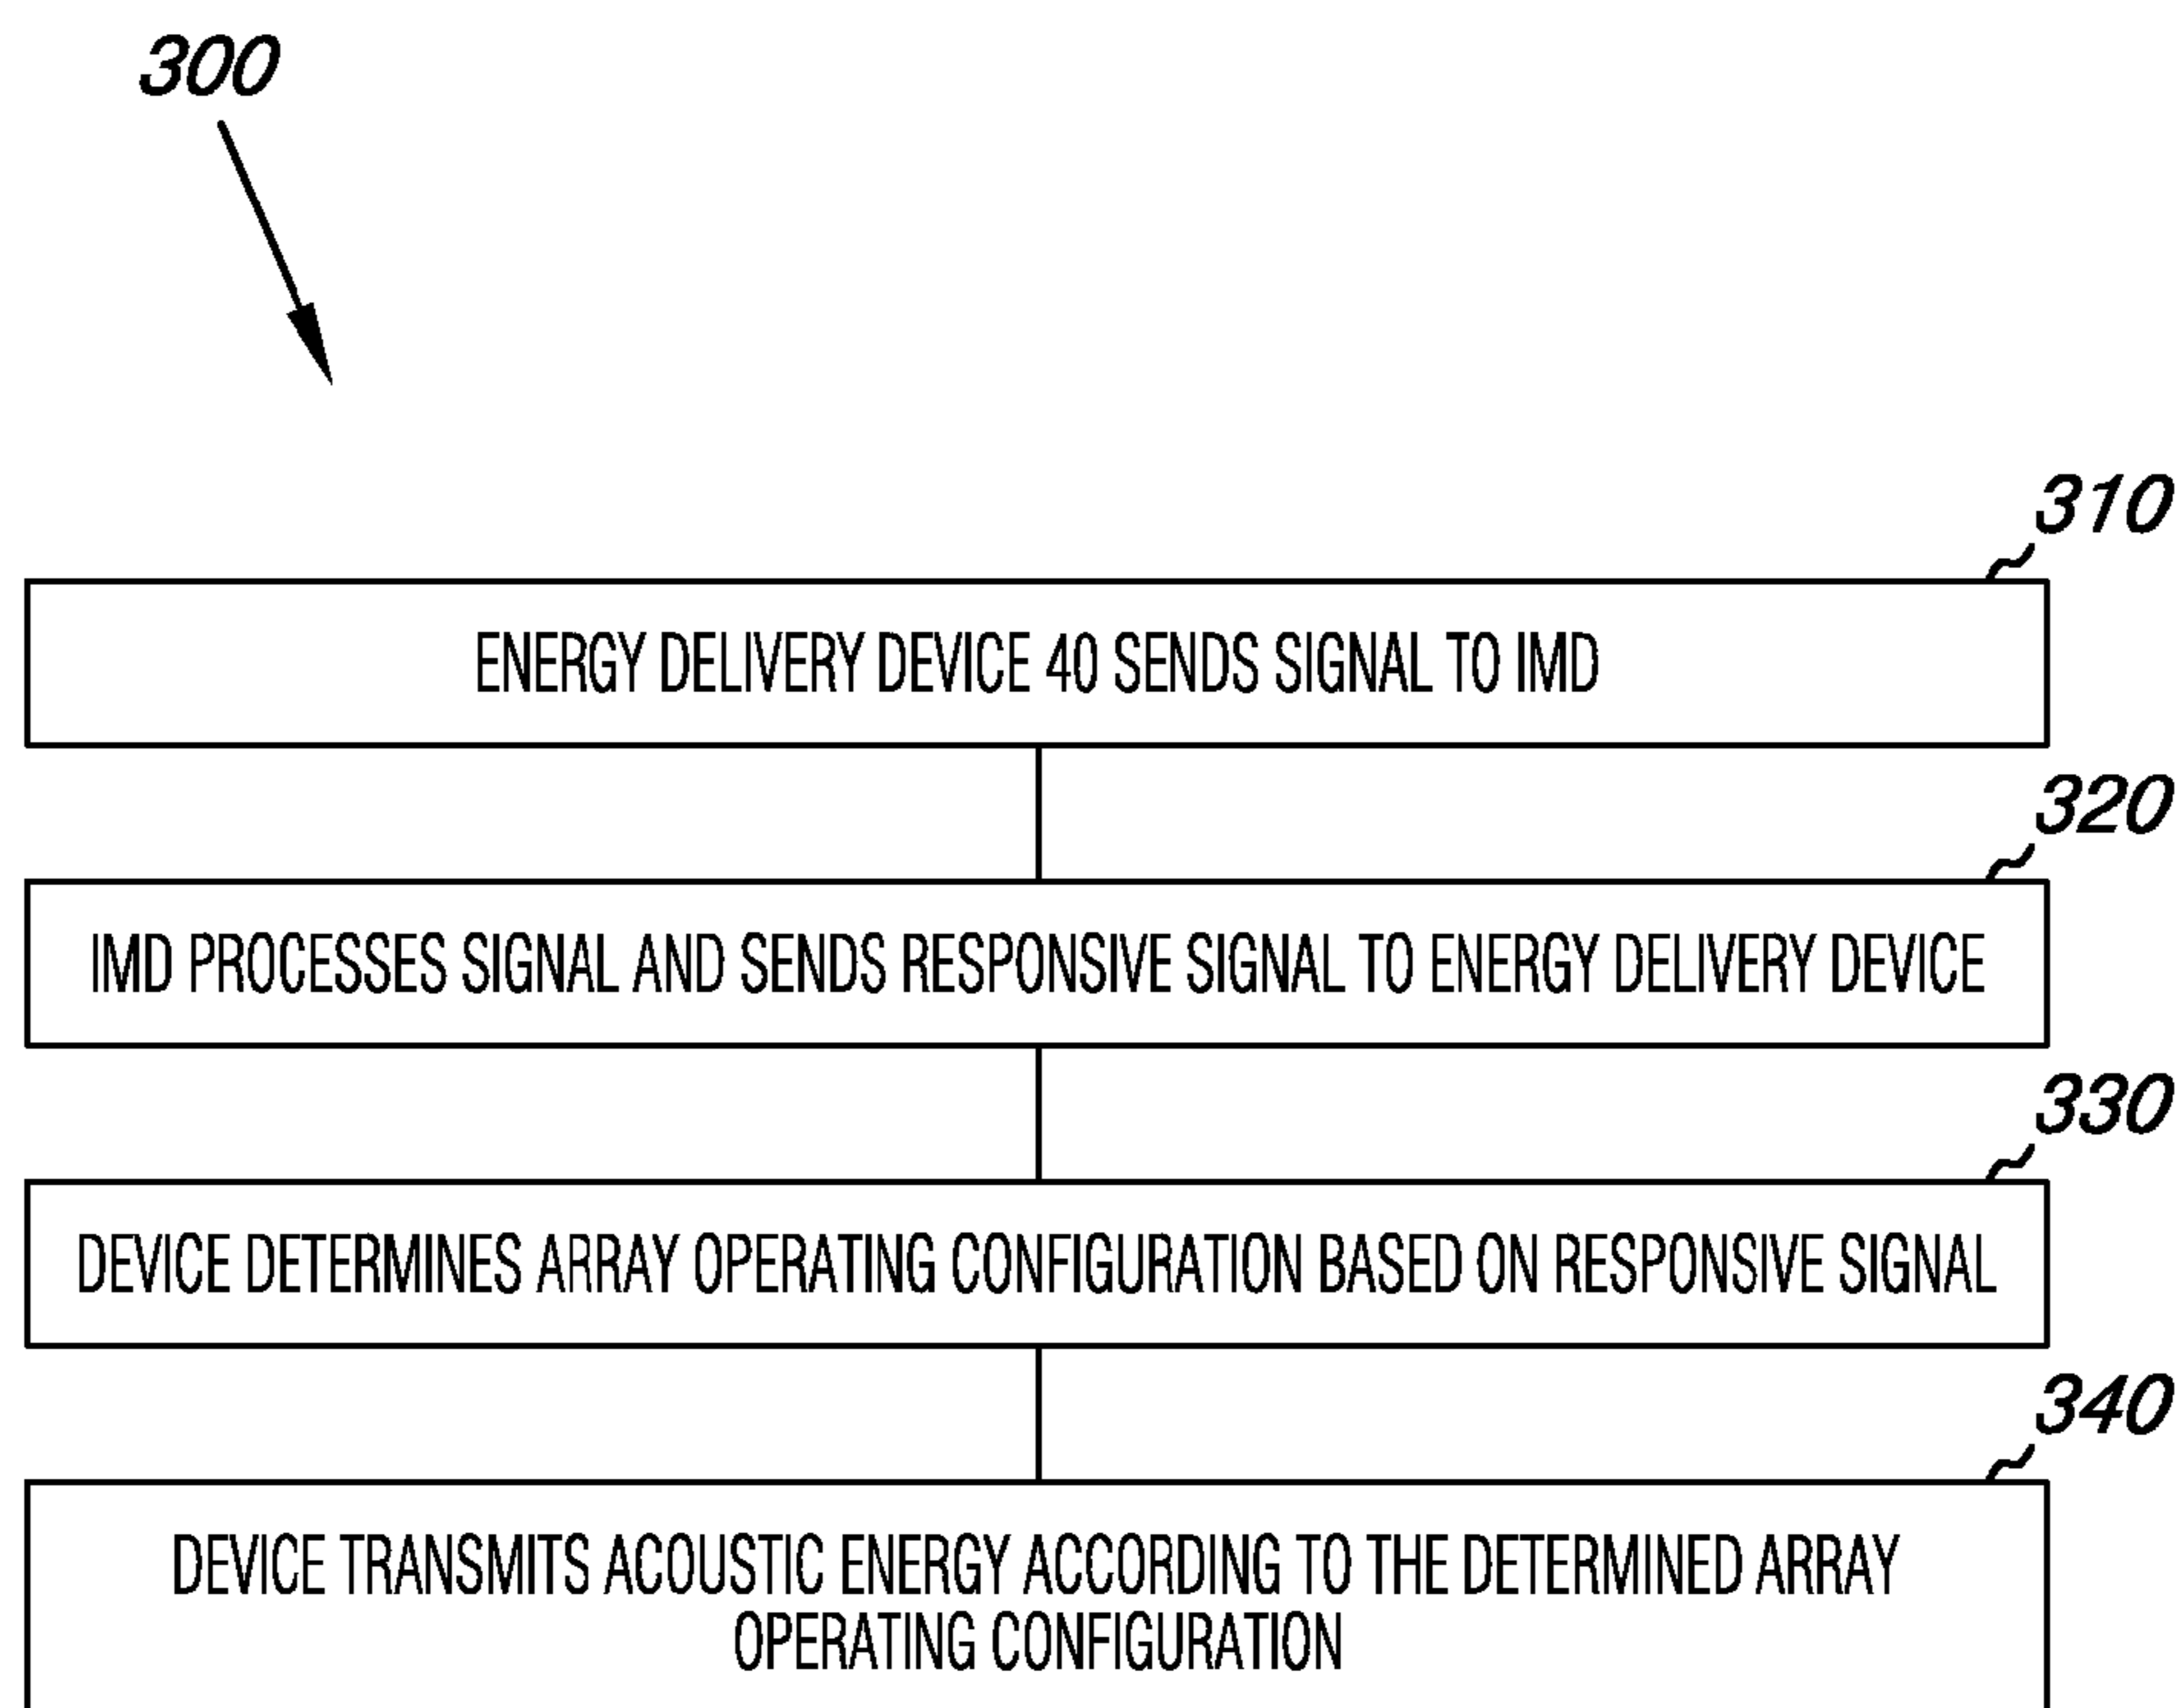 300
310
ENERGY DELIVERY DEVICE 40 SENDS SIGNAL TO IMD
320
IMD PROCESSES SIGNAL AND SENDS RESPONSIVE SIGNAL TO ENERGY DELIVERY DEVICE
330
DEVICE DETERMINES ARRAY OPERATING CONFIGURATION BASED ON RESPONSIVE SIGNAL
340
DEVICE TRANSMITS ACOUSTIC ENERGY ACCORDING TO THE DETERMINED ARRAY
OPERATING CONFIGURATION